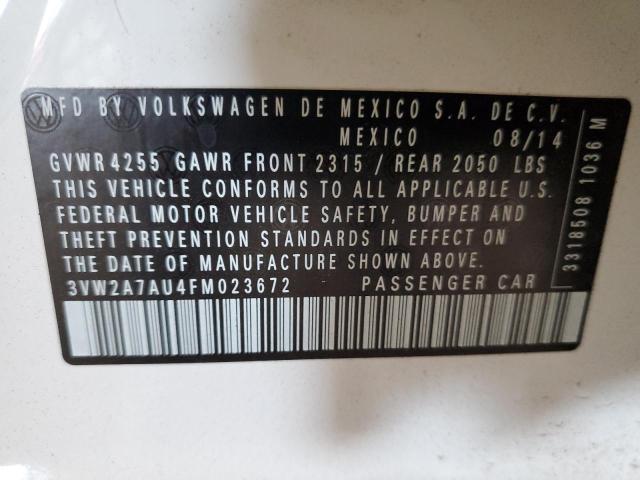 MFD BY VOLKSWAGEN DE MEXICO S.A. DE C.V.
MEXICO 08/14
GVWR 4255 GAWR FRONT 2315 / REAR 2050 LBS
THIS VEHICLE CONFORMS TO ALL APPLICABLE U.S.
FEDERAL MOTOR VEHICLE SAFETY, BUMPER AND
THEFT PREVENTION STANDARDS IN EFFECT ON
THE DATE OF MANUFACTURE SHOWN ABOVE.
3VW2A7AU4FM023672 PASSENGER CAR
3316508 1036 M